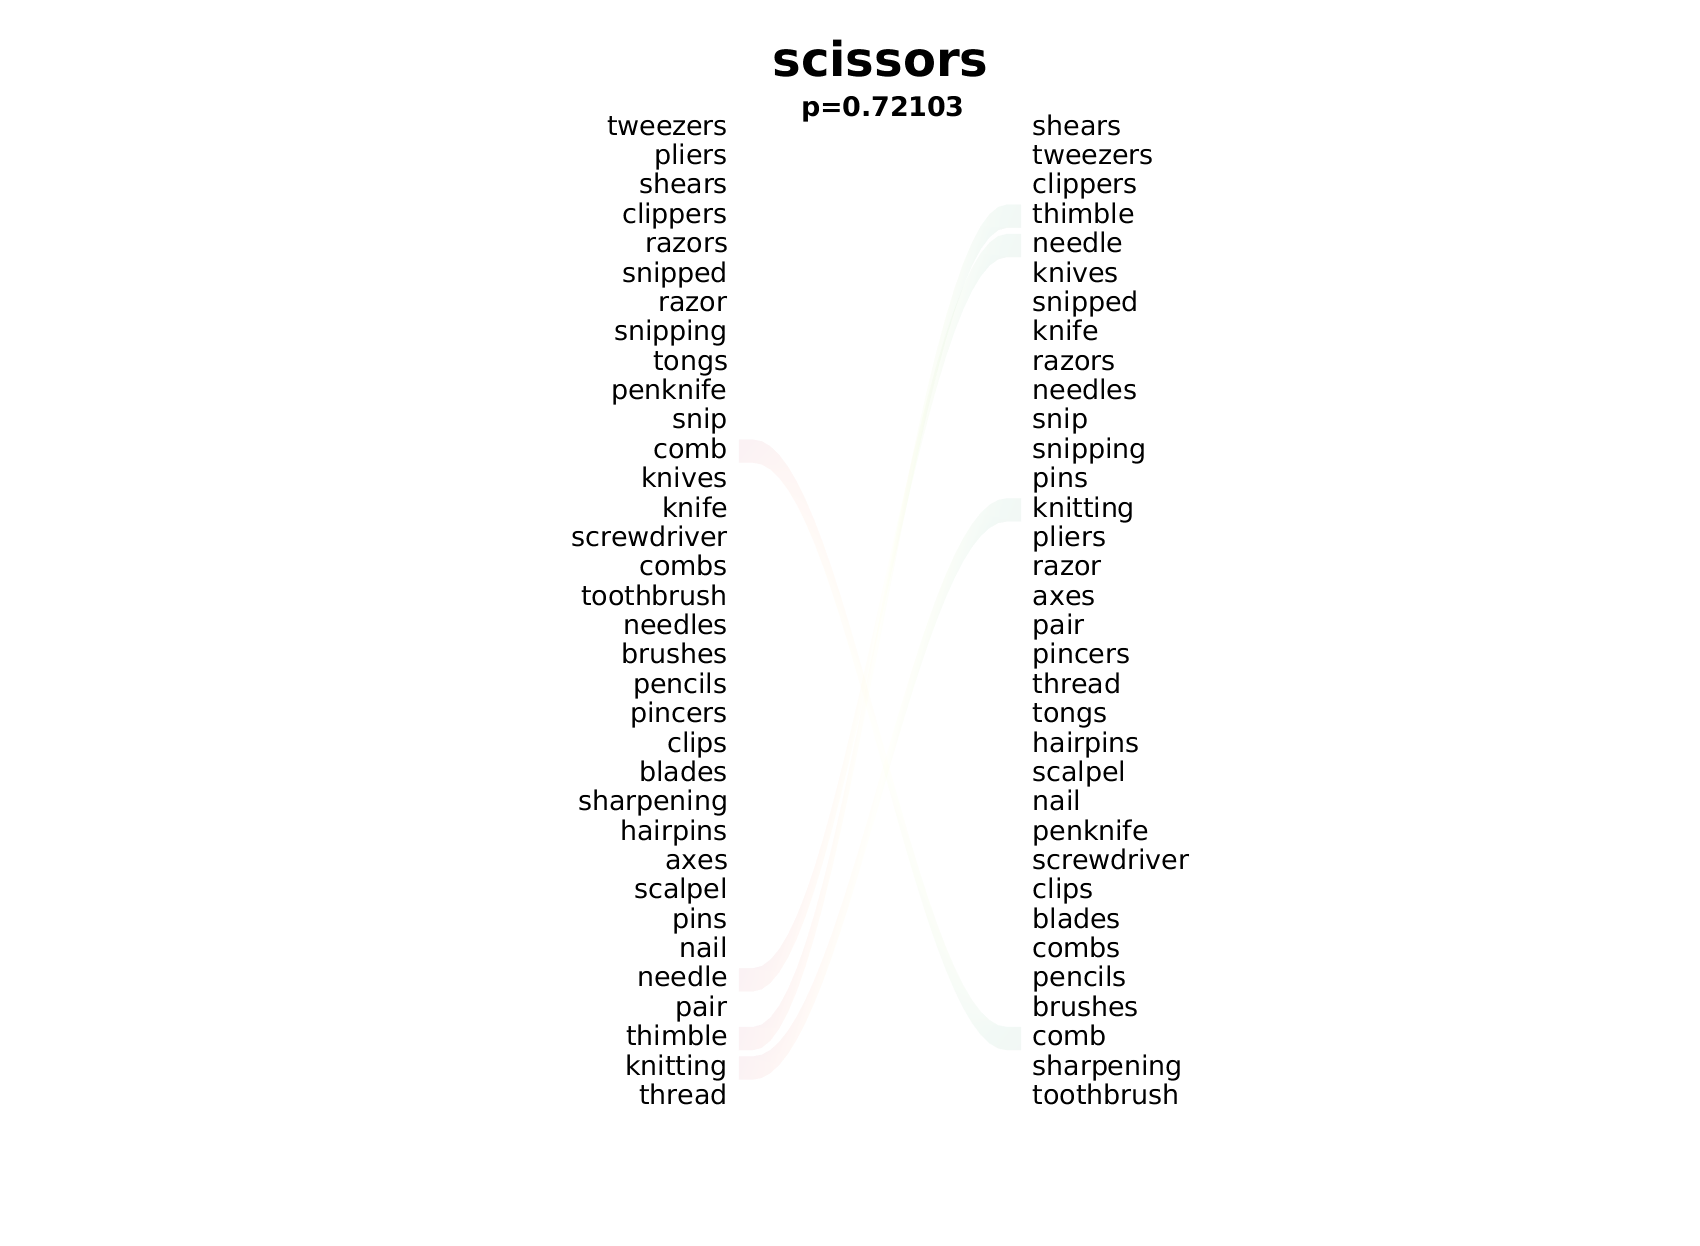 scissors
p=0.72103
tweezers
pliers
shears
clippers
razors
snipped
razor
snipping
tongs
penknife
snip
comb
knives
knife
screwdriver
combs
toothbrush
needles
brushes
pencils
pincers
clips
blades
sharpening
hairpins
axes
scalpel
pins
nail
needle
pair
thimble
knitting
thread
shears
tweezers
clippers
thimble
needle
knives
snipped
knife
razors
needles
snip
snipping
pins
knitting
pliers
razor
axes
pair
pincers
thread
tongs
hairpins
scalpel
nail
penknife
screwdriver
clips
blades
combs
pencils
brushes
comb
sharpening
toothbrush